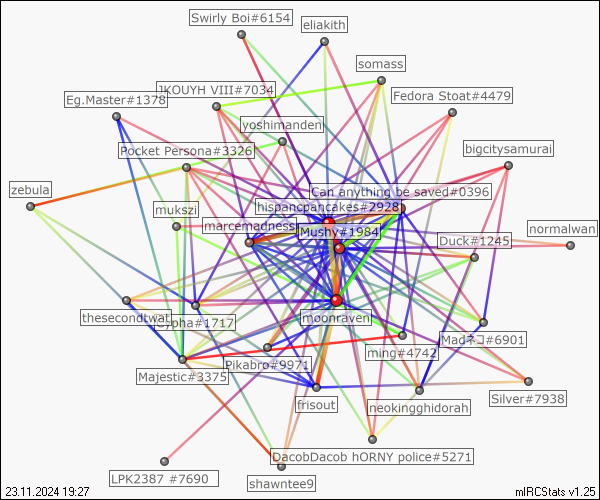 Swirly Boi#6154
eliakith
somass
JKOUYH VIII#7034
Eg.Master#1378
Fedora Stoat#4479
yoshimanden
Pocket Persona#3326
bigcitysamurai
zebula
Can anything be saved#0396
mukszi
hispancpancakes#2928
marcemadness
Mushy#1984
normalwan
Duck#1245
thesecondtwat
Cypha#1717
moonraven
Madネコ#6901
ming#4742
Majestic#3375
Pikabro#9971
frisout
neokingghidorah
Silver#7938
DacobDacob hORNY police#5271
LPK2387 #7690
shawntee9
23.11.2024 19:27
mIRCStats v1.25